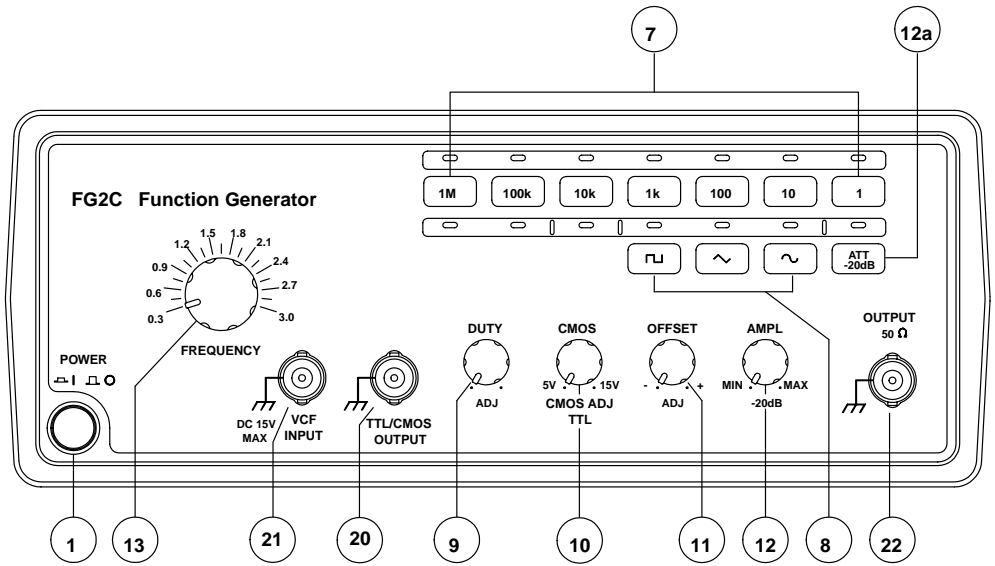 7
12a
1M 100k 10k 1k 100 10 1
FG2C Function Generator
ATT
-20dB
0.3 0.6 0.9 1.2 1.5 1.8 2.1 2.4 2.7 3.0
FREQUENCY
POWER
DUTY
ADJ
CMOS
5V 15V
CMOS ADJ
TTL
OFFSET
- +
ADJ
AMPL
MIN MAX
-20dB
OUTPUT
50 Ω
DC 15V
MAX
VCF
INPUT
TTL/CMOS
OUTPUT
1 13 21 20 9 10 11 12 8 22